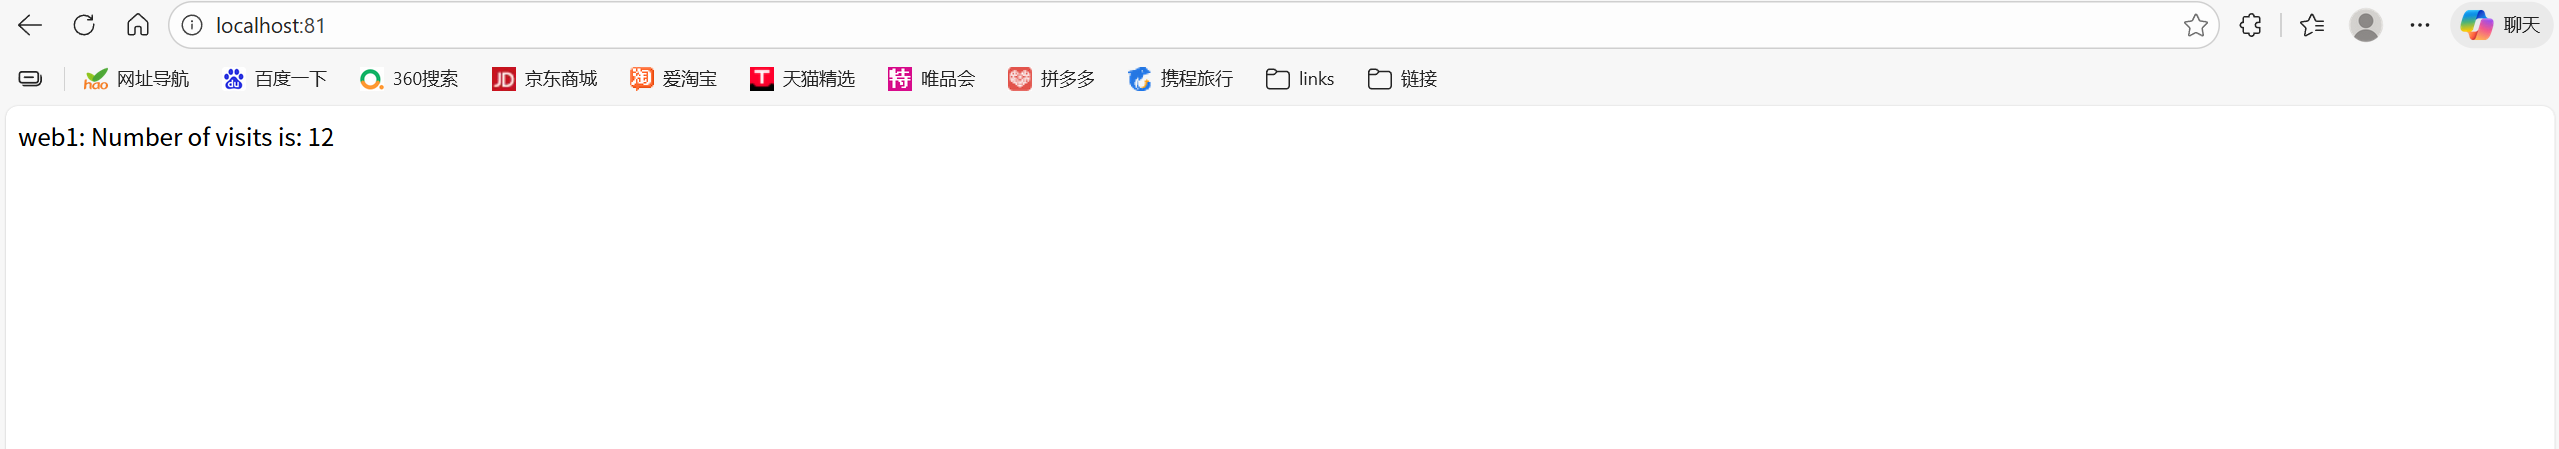 localhost:81 聊天
网址导航 百度一下 360搜索 京东商城 爱淘宝 天猫精选 唯品会 拼多多 携程旅行 links 链接
web1: Number of visits is: 12